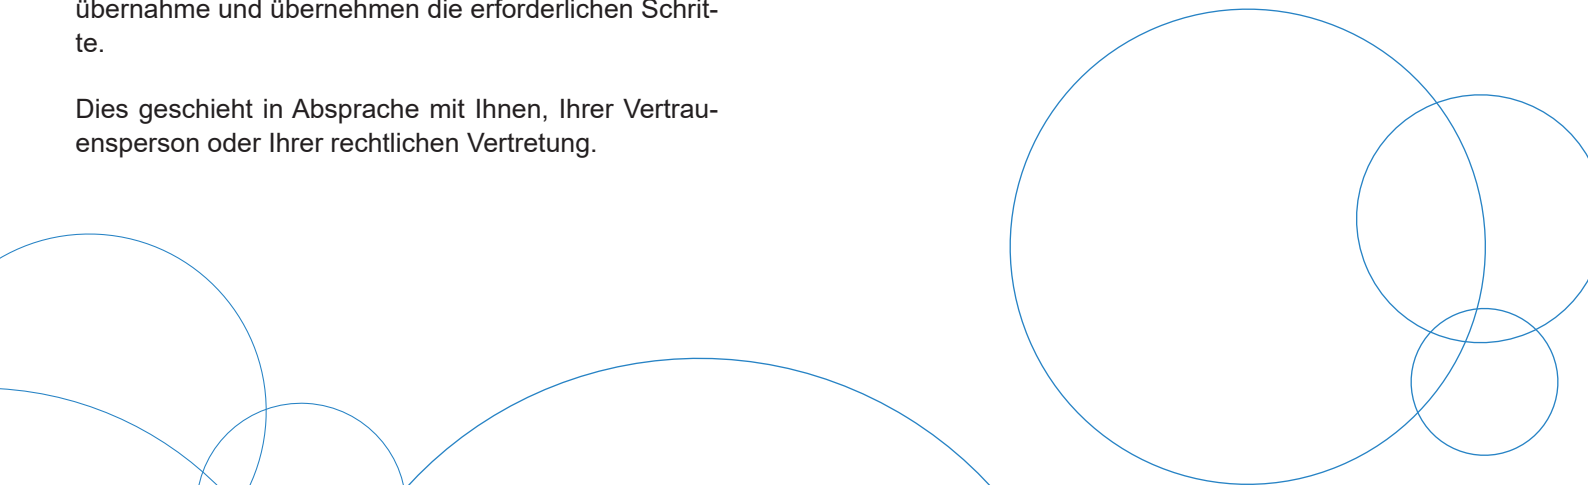 übernahme und übernehmen die erforderlichen Schrit-
te.
Dies geschieht in Absprache mit Ihnen, Ihrer Vertrau-
ensperson oder Ihrer rechtlichen Vertretung.